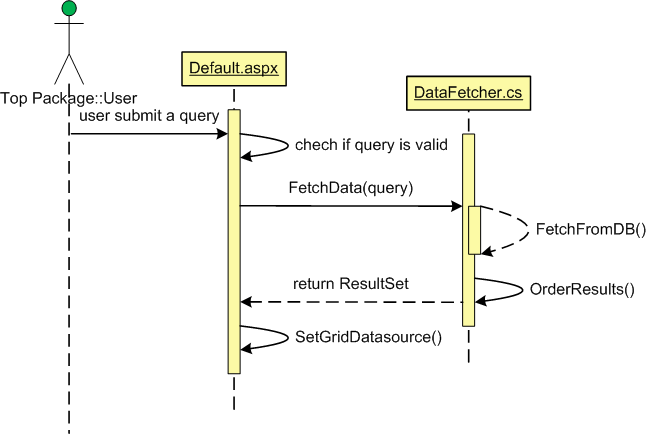 Default.aspx
DataFetcher.cs
Top Package::User
user submit a query
chech if query is valid
FetchData(query)
FetchFromDB()
return ResultSet
OrderResults()
SetGridDatasource()